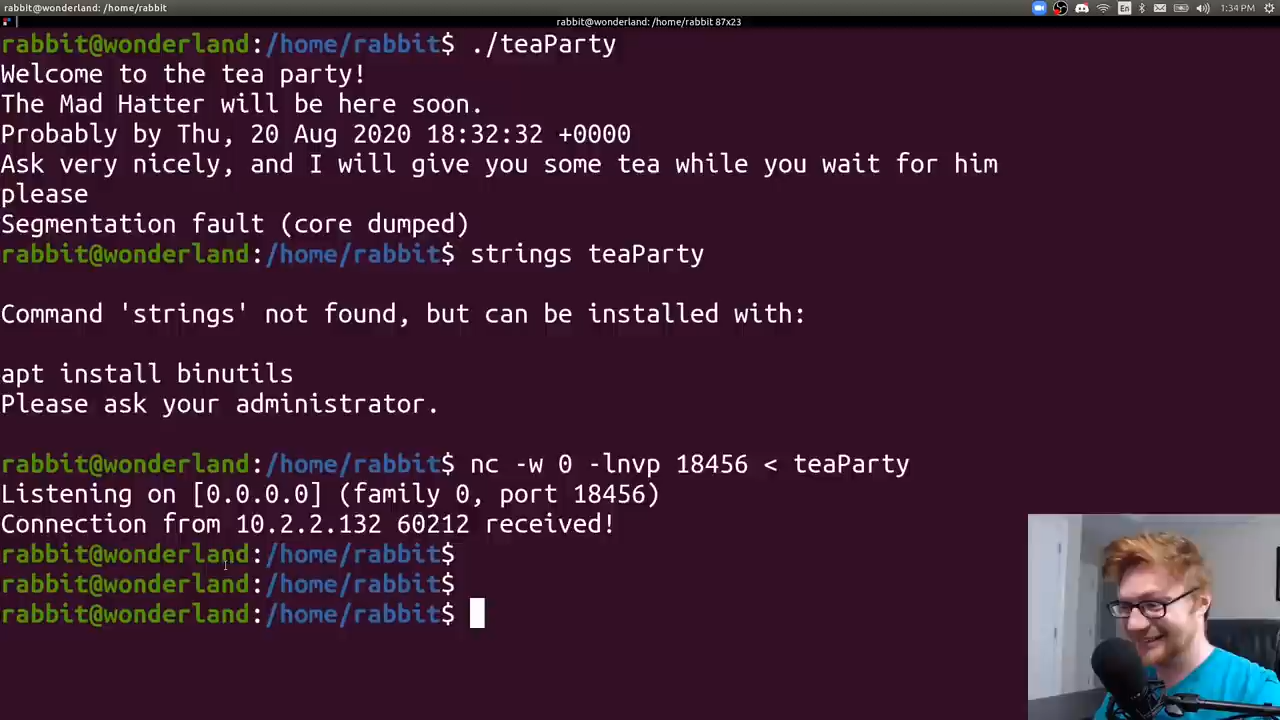 rabbit@wonderland: /home/rabbit
En
1:34 PM
rabbit@wonderland: /home/rabbit 87x23
rabbit@wonderland:/home/rabbit$ ./teaParty
Welcome to the tea party!
The Mad Hatter will be here soon.
Probably by Thu, 20 Aug 2020 18:32:32 +0000
Ask very nicely, and I will give you some tea while you wait for him
please
Segmentation fault (core dumped)
rabbit@wonderland:/home/rabbit$ strings teaParty
Command 'strings' not found, but can be installed with:
apt install binutils
Please ask your administrator.
rabbit@wonderland:/home/rabbit$ nc -w 0 -lnvp 18456 < teaParty
Listening on [0.0.0.0] (family 0, port 18456)
Connection from 10.2.2.132 60212 received!
rabbit@wonderland:/home/rabbit$
rabbit@wonderland:/home/rabbit$
rabbit@wonderland:/home/rabbit$